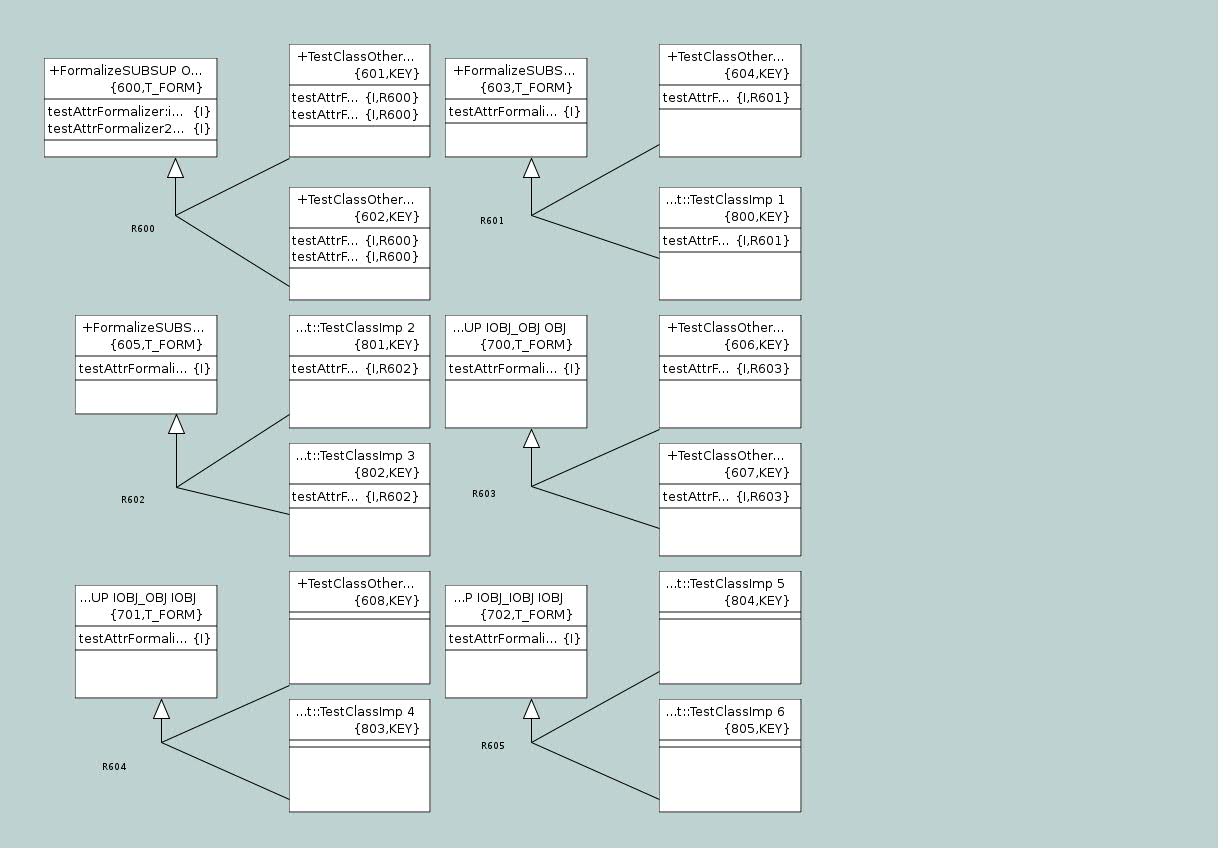 +FormalizeSUBSUP O...
{600,T_FORM}
testAttrFormalizer:i... {I}
testAttrFormalizer2... {I}
+TestClassOther...
{601,KEY}
testAttrF... {I,R600}
testAttrF... {I,R600}
+TestClassOther...
{602,KEY}
testAttrF... {I,R600}
testAttrF... {I,R600}
R600
+FormalizeSUBS...
{603,T_FORM}
testAttrFormali... {I}
+TestClassOther...
{604,KEY}
testAttrF... {I,R601}
...t::TestClassImp 1
{800,KEY}
testAttrF... {I,R601}
R601
+FormalizeSUBS...
{605,T_FORM}
testAttrFormali... {I}
...t::TestClassImp 2
{801,KEY}
testAttrF... {I,R602}
...t::TestClassImp 3
{802,KEY}
testAttrF... {I,R602}
R602
...UP IOBJ_OBJ OBJ
{700,T_FORM}
testAttrFormali... {I}
+TestClassOther...
{606,KEY}
testAttrF... {I,R603}
+TestClassOther...
{607,KEY}
testAttrF... {I,R603}
R603
...UP IOBJ_OBJ IOBJ
{701,T_FORM}
testAttrFormali... {I}
+TestClassOther...
{608,KEY}
...t::TestClassImp 4
{803,KEY}
R604
...P IOBJ_IOBJ IOBJ
{702,T_FORM}
testAttrFormali... {I}
...t::TestClassImp 5
{804,KEY}
...t::TestClassImp 6
{805,KEY}
R605